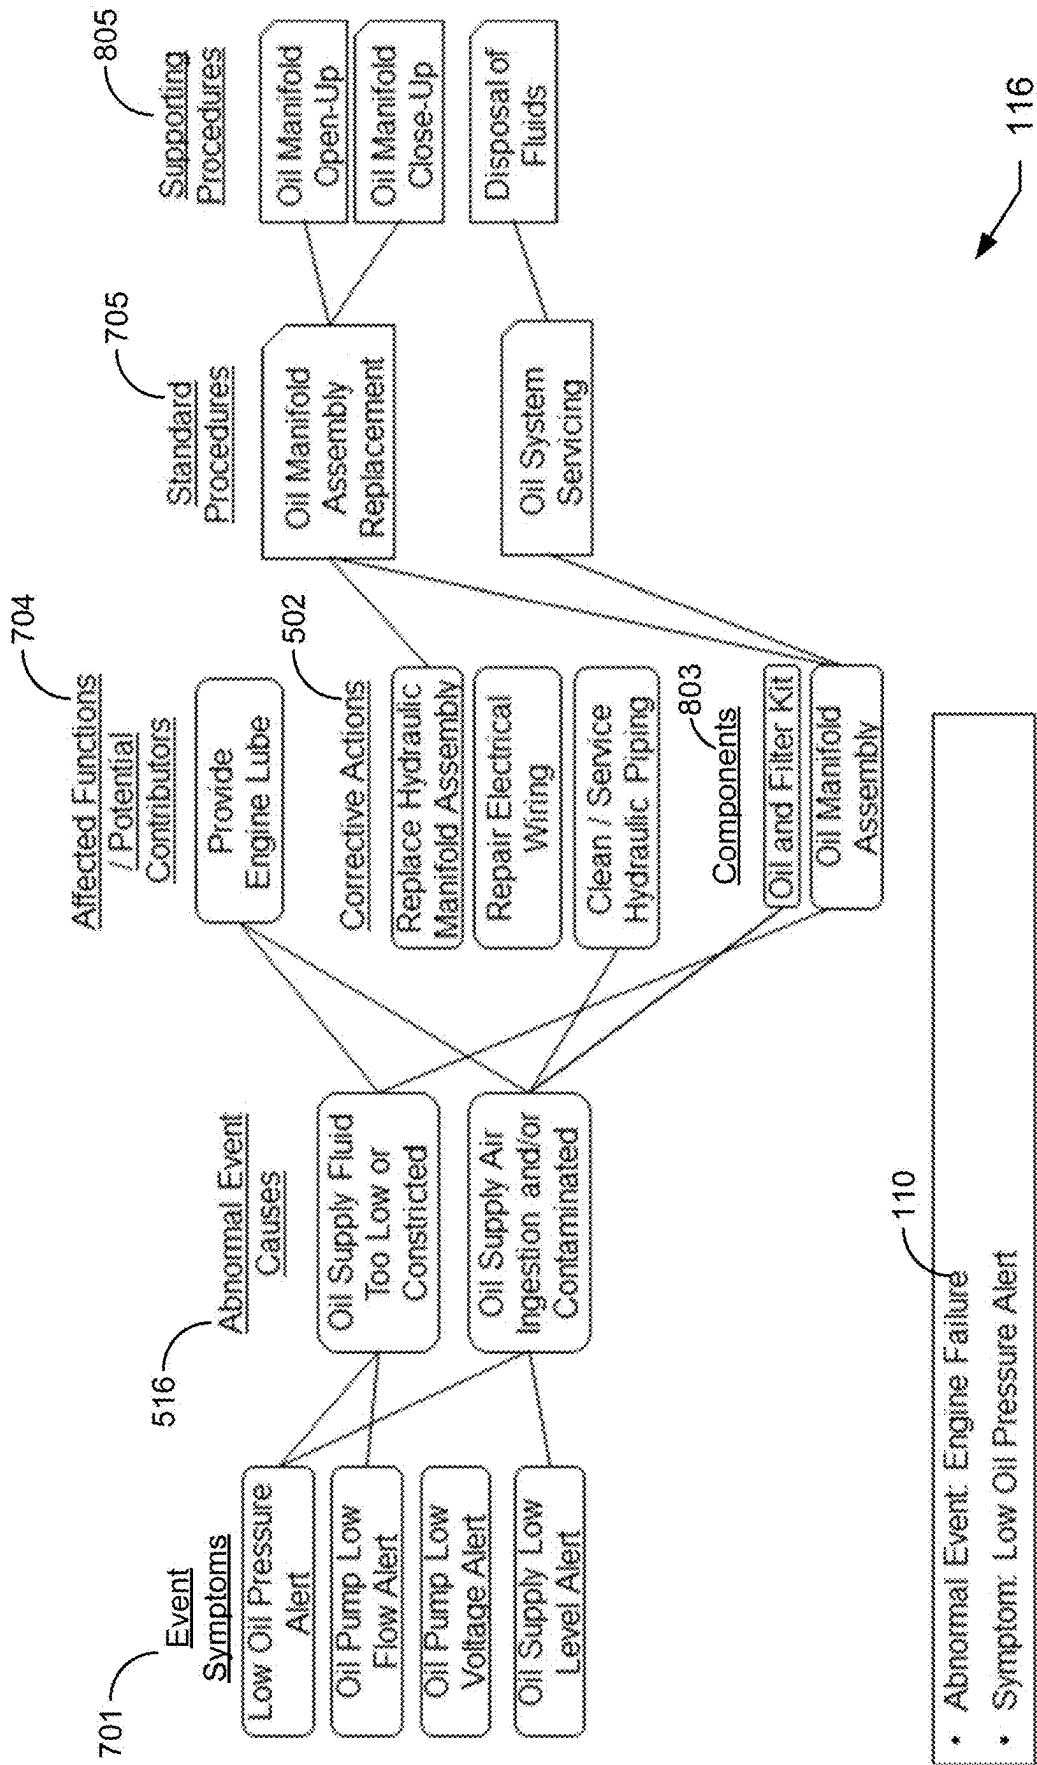 701
Event
Symptoms
Low Oil Pressure
Alert
Oil Pump Low
Flow Alert
Oil Pump Low
Voltage Alert
Oil Supply Low
Level Alert
516
Abnormal Event
Causes
Oil Supply Fluid
Too Low or
Constricted
Oil Supply Air
Ingestion and/or
Contaminated
704
Affected Functions
/ Potential
Contributors
Provide
Engine Lube
502
Corrective Actions
Replace Hydraulic
Manifold Assembly
Repair Electrical
Wiring
Clean / Service
Hydraulic Piping
803
Components
Oil and Filter Kit
Oil Manifold
Assembly
705
Standard
Procedures
Oil Manifold
Assembly
Replacement
Oil System
Servicing
805
Supporting
Procedures
Oil Manifold
Open-Up
Oil Manifold
Close-Up
Disposal of
Fluids
110
• Abnormal Event: Engine Failure
• Symptom: Low Oil Pressure Alert
116